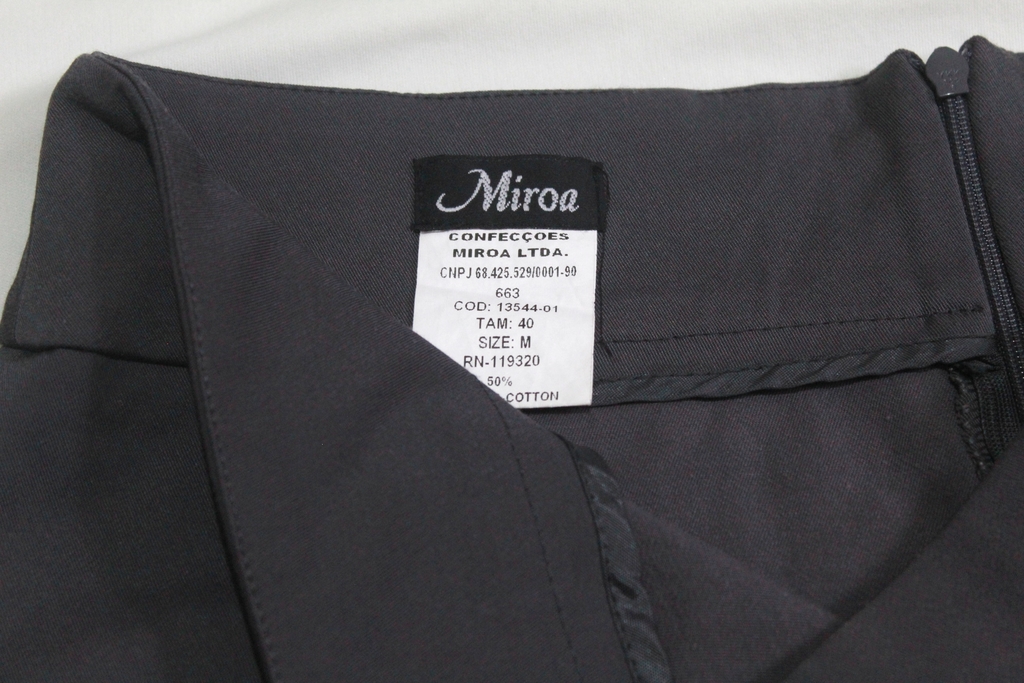 Miroa
CONFECÇOES
MIROA LTDA.
CNPJ 68.425.529/0001-90
663
COD: 13544-01
TAM: 40
SIZE: M
RN-119320
50%
COTTON